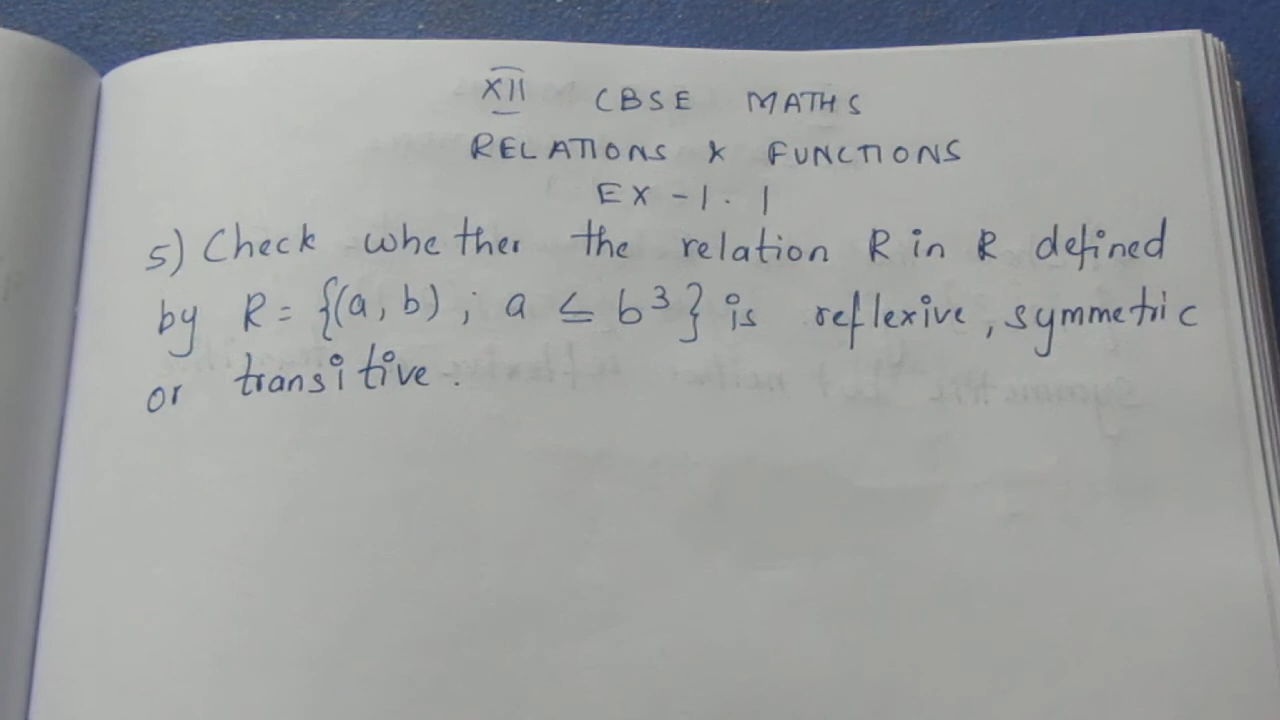 XII CBSE MATHS
RELATIONS & FUNCTIONS
EX - 1.1
5) Check whether the relation R in R defined
by R = {(a, b) ; a ≤ b³} is reflexive, symmetric
or transitive.